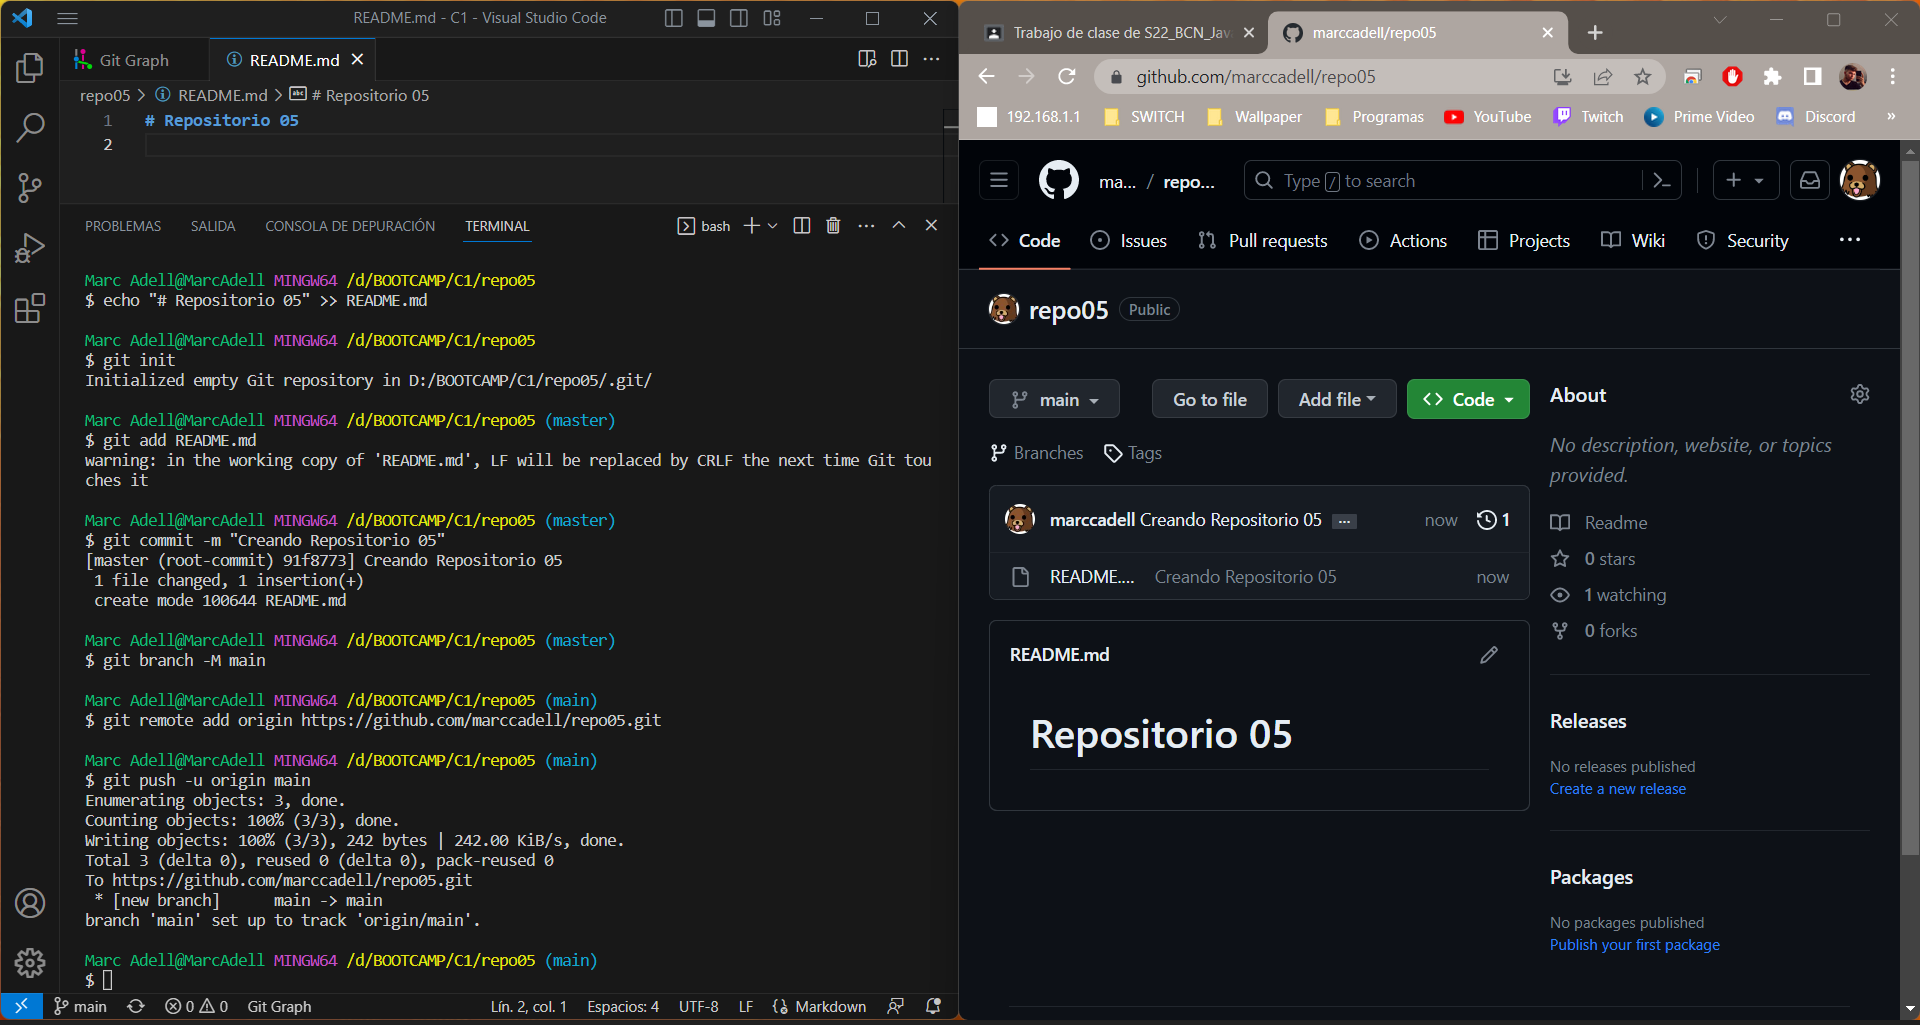 README.md - C1 - Visual Studio Code
Git Graph
README.md
repo05 > README.md > # Repositorio 05
1 # Repositorio 05
2
PROBLEMAS SALIDA CONSOLA DE DEPURACIÓN TERMINAL bash
Marc Adell@MarcAdell MINGW64 /d/BOOTCAMP/C1/repo05
$ echo "# Repositorio 05" >> README.md
Marc Adell@MarcAdell MINGW64 /d/BOOTCAMP/C1/repo05
$ git init
Initialized empty Git repository in D:/BOOTCAMP/C1/repo05/.git/
Marc Adell@MarcAdell MINGW64 /d/BOOTCAMP/C1/repo05 (master)
$ git add README.md
warning: in the working copy of 'README.md', LF will be replaced by CRLF the next time Git tou
ches it
Marc Adell@MarcAdell MINGW64 /d/BOOTCAMP/C1/repo05 (master)
$ git commit -m "Creando Repositorio 05"
[master (root-commit) 91f8773] Creando Repositorio 05
1 file changed, 1 insertion(+)
create mode 100644 README.md
Marc Adell@MarcAdell MINGW64 /d/BOOTCAMP/C1/repo05 (master)
$ git branch -M main
Marc Adell@MarcAdell MINGW64 /d/BOOTCAMP/C1/repo05 (main)
$ git remote add origin https://github.com/marccadell/repo05.git
Marc Adell@MarcAdell MINGW64 /d/BOOTCAMP/C1/repo05 (main)
$ git push -u origin main
Enumerating objects: 3, done.
Counting objects: 100% (3/3), done.
Writing objects: 100% (3/3), 242 bytes | 242.00 KiB/s, done.
Total 3 (delta 0), reused 0 (delta 0), pack-reused 0
To https://github.com/marccadell/repo05.git
* [new branch] main -> main
branch 'main' set up to track 'origin/main'.
Marc Adell@MarcAdell MINGW64 /d/BOOTCAMP/C1/repo05 (main)
$
main 0 0 Git Graph Lín. 2, col. 1 Espacios: 4 UTF-8 LF Markdown
Trabajo de clase de S22_BCN_Jav
marccadell/repo05
github.com/marccadell/repo05
192.168.1.1 SWITCH Wallpaper Programas YouTube Twitch Prime Video Discord »
ma... / repo... Type / to search
Code Issues Pull requests Actions Projects Wiki Security
repo05 Public
main Go to file Add file Code
Branches Tags
marccadell Creando Repositorio 05 ... now 1
README.... Creando Repositorio 05 now
README.md
Repositorio 05
About
No description, website, or topics
provided.
Readme
0 stars
1 watching
0 forks
Releases
No releases published
Create a new release
Packages
No packages published
Publish your first package